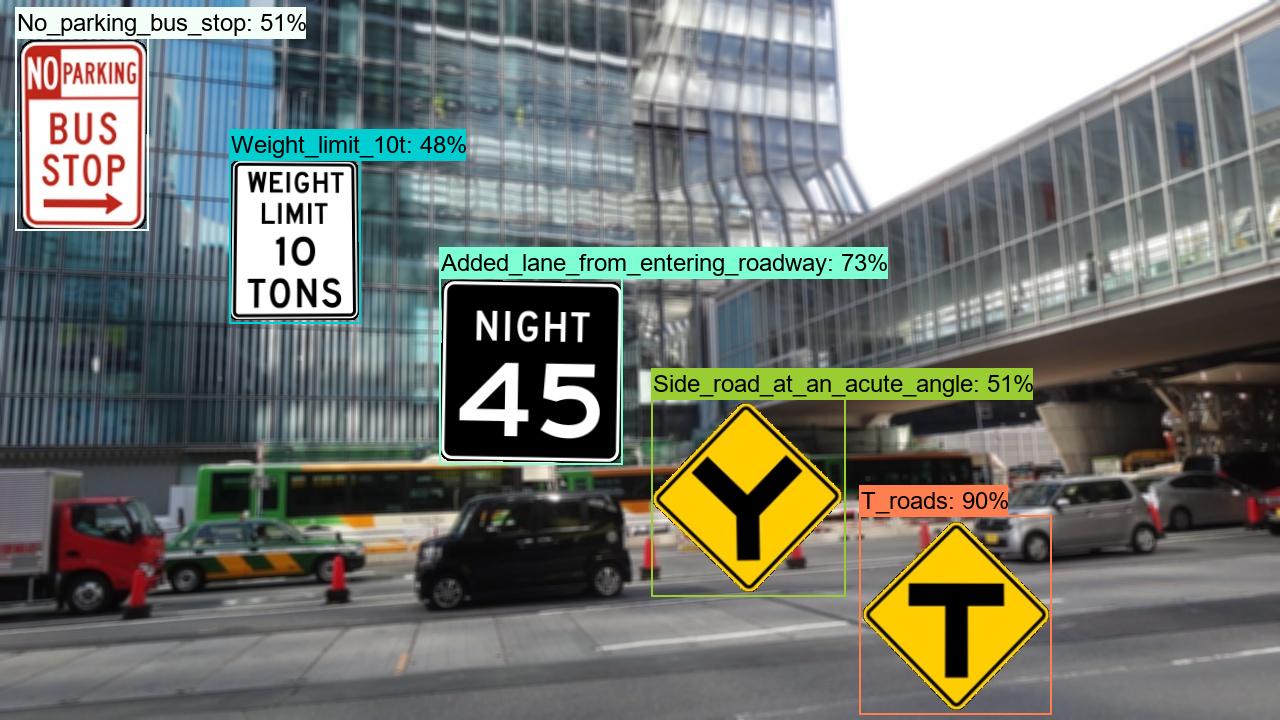 No_parking_bus_stop: 51%
NO PARKING
BUS
STOP
Weight_limit_10t: 48%
WEIGHT
LIMIT
10
TONS
Added_lane_from_entering_roadway: 73%
NIGHT
45
Side_road_at_an_acute_angle: 51%
T_roads: 90%